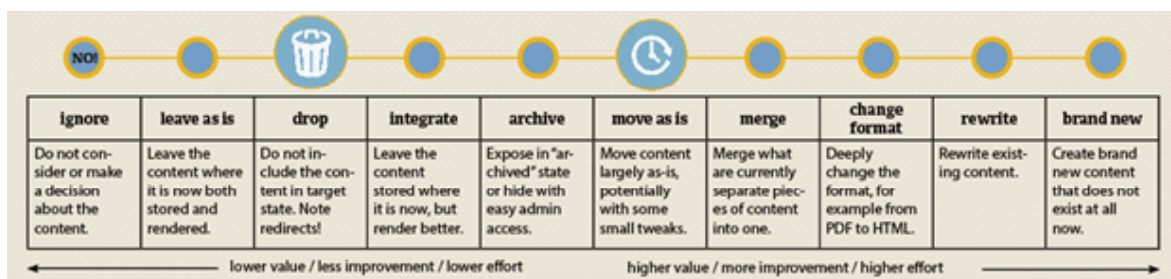 NO!
ignore
leave as is
drop
integrate
archive
move as is
merge
change
format
rewrite
brand new
Do not con-
sider or make
a decision
about the
content.
Leave the
content where
it is now both
stored and
rendered.
Do not in-
clude the con-
tent in target
state. Note
redirects!
Leave the
content
stored where
it is now, but
render better.
Expose in "ar-
chived" state
or hide with
easy admin
access.
Move content
largely as-is,
potentially
with some
small tweaks.
Merge what
are currently
separate piec-
es of content
into one.
Deeply
change the
format, for
example from
PDF to HTML.
Rewrite exist-
ing content.
Create brand
new content
that does not
exist at all
now.
lower value / less improvement / lower effort
higher value / more improvement / higher effort